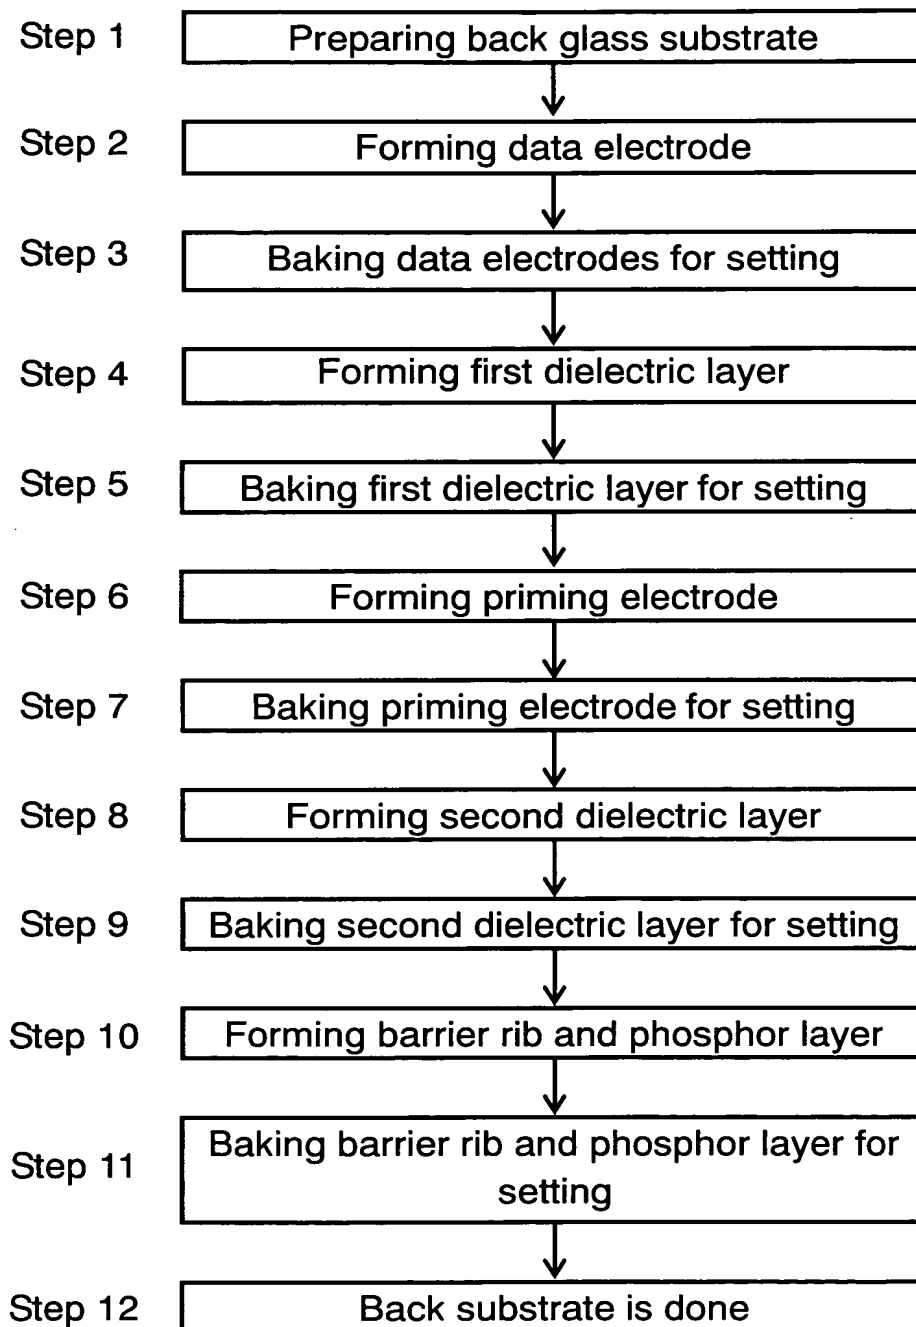 Step 1 Preparing back glass substrate
Step 2 Forming data electrode
Step 3 Baking data electrodes for setting
Step 4 Forming first dielectric layer
Step 5 Baking first dielectric layer for setting
Step 6 Forming priming electrode
Step 7 Baking priming electrode for setting
Step 8 Forming second dielectric layer
Step 9 Baking second dielectric layer for setting
Step 10 Forming barrier rib and phosphor layer
Step 11 Baking barrier rib and phosphor layer for
setting
Step 12 Back substrate is done